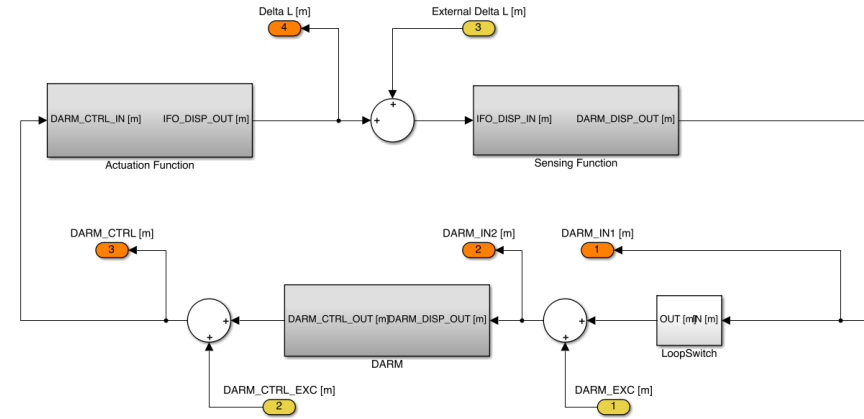 Delta L [m]
4
External Delta L [m]
3
DARM_CTRL_IN [m]
IFO_DISP_OUT [m]
Actuation Function
IFO_DISP_IN [m]
DARM_DISP_OUT [m]
Sensing Function
+
+
DARM_CTRL [m]
3
DARM_IN2 [m]
2
DARM_IN1 [m]
1
DARM_CTRL_OUT [m]
DARM_DISP_OUT [m]
DARM
OUT [m]
IN [m]
LoopSwitch
+
+
+
+
DARM_CTRL_EXC [m]
2
DARM_EXC [m]
1